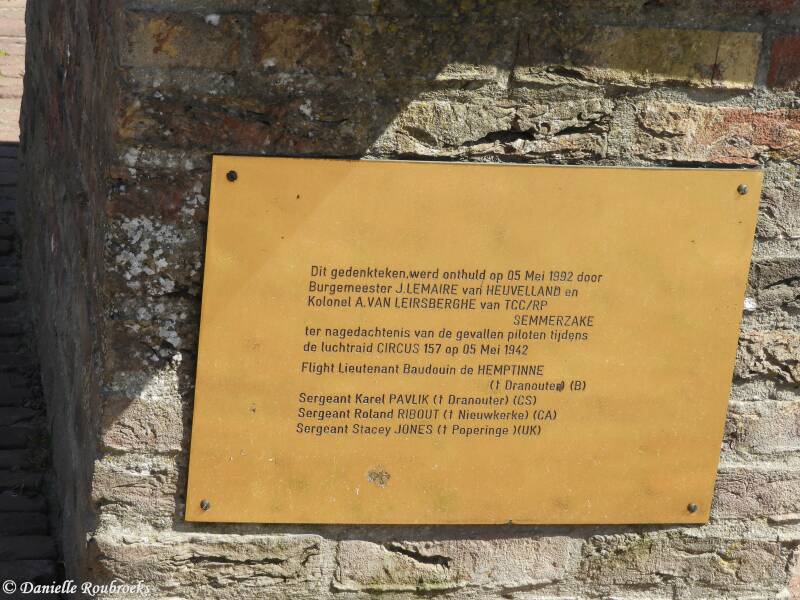 Dit gedenkteken,werd onthuld op 05 Mei 1992 door
Burgemeester J.LEMAIRE van HEUVELLAND en
Kolonel A.VAN LEIRSBERGHE van TCC/RP
SEMMERZAKE
ter nagedachtenis van de gevallen piloten tijdens
de luchtraid CIRCUS 157 op 05 Mei 1942
Flight Lieutenant Baudouin de HEMPTINNE
(† Dranouter) (B)
Sergeant Karel PAVLIK († Dranouter) (CS)
Sergeant Roland RIBOUT († Nieuwkerke) (CA)
Sergeant Stacey JONES († Poperinge )(UK)
© Danielle Roubroeks